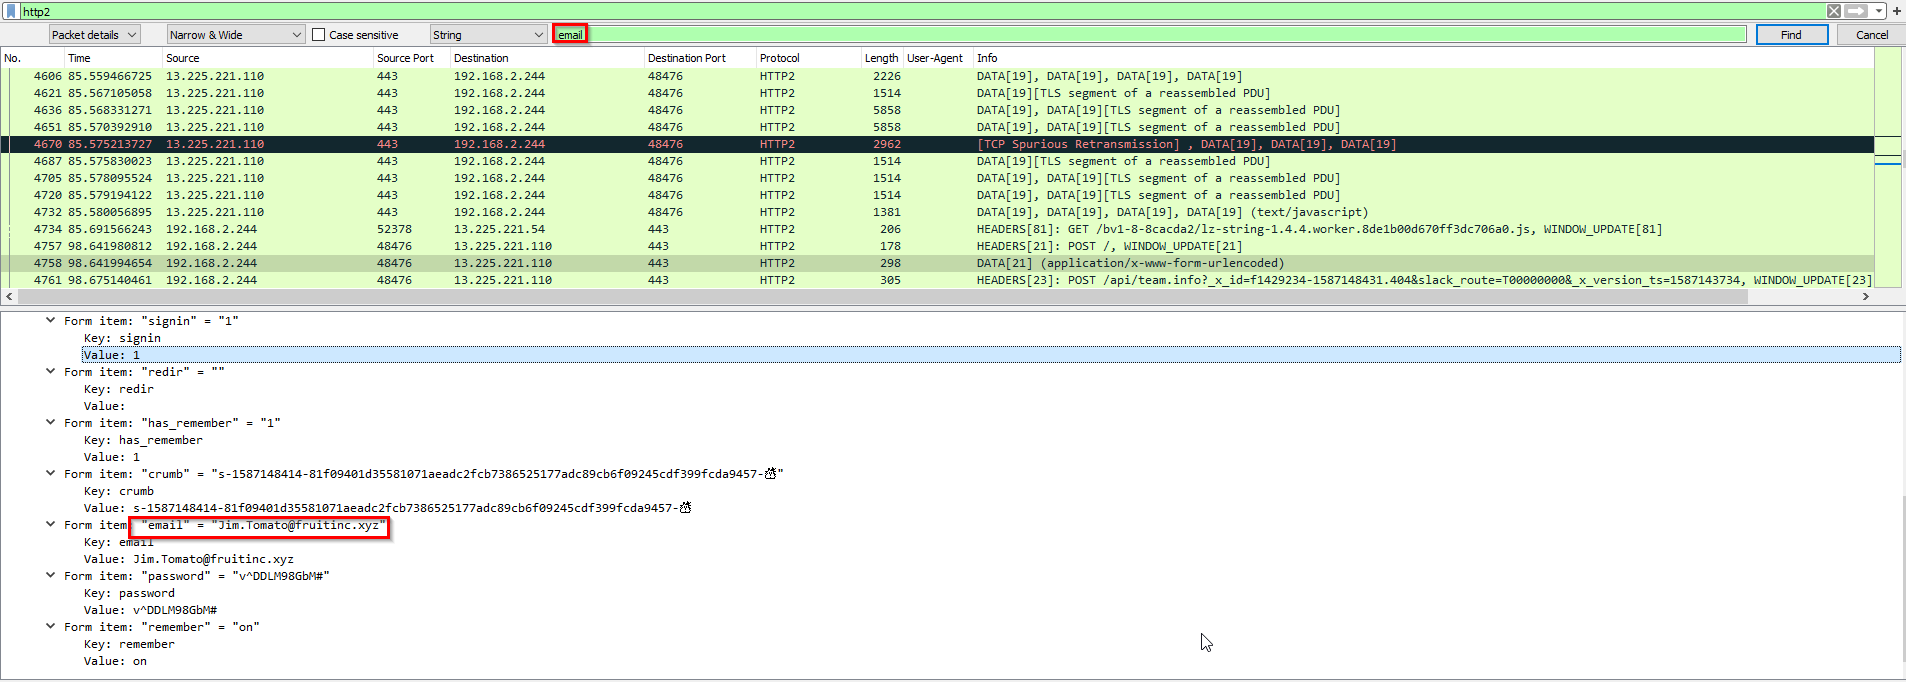 http2
Packet details Narrow & Wide Case sensitive String email Find Cancel
No. Time Source Source Port Destination Destination Port Protocol Length User-Agent Info
4606 85.559466725 13.225.221.110 443 192.168.2.244 48476 HTTP2 2226 DATA[19], DATA[19], DATA[19], DATA[19]
4621 85.567105058 13.225.221.110 443 192.168.2.244 48476 HTTP2 1514 DATA[19][TLS segment of a reassembled PDU]
4636 85.568331271 13.225.221.110 443 192.168.2.244 48476 HTTP2 5858 DATA[19], DATA[19][TLS segment of a reassembled PDU]
4651 85.570392910 13.225.221.110 443 192.168.2.244 48476 HTTP2 5858 DATA[19], DATA[19][TLS segment of a reassembled PDU]
4670 85.575213727 13.225.221.110 443 192.168.2.244 48476 HTTP2 2962 [TCP Spurious Retransmission] , DATA[19], DATA[19], DATA[19]
4687 85.575830023 13.225.221.110 443 192.168.2.244 48476 HTTP2 1514 DATA[19][TLS segment of a reassembled PDU]
4705 85.578095524 13.225.221.110 443 192.168.2.244 48476 HTTP2 1514 DATA[19], DATA[19][TLS segment of a reassembled PDU]
4720 85.579194122 13.225.221.110 443 192.168.2.244 48476 HTTP2 1514 DATA[19], DATA[19][TLS segment of a reassembled PDU]
4732 85.580056895 13.225.221.110 443 192.168.2.244 48476 HTTP2 1381 DATA[19], DATA[19], DATA[19], DATA[19] (text/javascript)
4734 85.691566243 192.168.2.244 52378 13.225.221.54 443 HTTP2 206 HEADERS[81]: GET /bv1-8-8cacda2/lz-string-1.4.4.worker.8de1b00d670ff3dc706a0.js, WINDOW_UPDATE[81]
4757 98.641980812 192.168.2.244 48476 13.225.221.110 443 HTTP2 178 HEADERS[21]: POST /, WINDOW_UPDATE[21]
4758 98.641994654 192.168.2.244 48476 13.225.221.110 443 HTTP2 298 DATA[21] (application/x-www-form-urlencoded)
4761 98.675140461 192.168.2.244 48476 13.225.221.110 443 HTTP2 305 HEADERS[23]: POST /api/team.info?_x_id=f1429234-1587148431.404&slack_route=T00000000&_x_version_ts=1587143734, WINDOW_UPDATE[23]
Form item: "signin" = "1"
Key: signin
Value: 1
Form item: "redir" = ""
Key: redir
Value:
Form item: "has_remember" = "1"
Key: has_remember
Value: 1
Form item: "crumb" = "s-1587148414-81f09401d35581071aeadc2fcb7386525177adc89cb6f09245cdf399fcda9457-☃"
Key: crumb
Value: s-1587148414-81f09401d35581071aeadc2fcb7386525177adc89cb6f09245cdf399fcda9457-☃
Form item: "email" = "Jim.Tomato@fruitinc.xyz"
Key: email
Value: Jim.Tomato@fruitinc.xyz
Form item: "password" = "v^DDLM98GbM#"
Key: password
Value: v^DDLM98GbM#
Form item: "remember" = "on"
Key: remember
Value: on